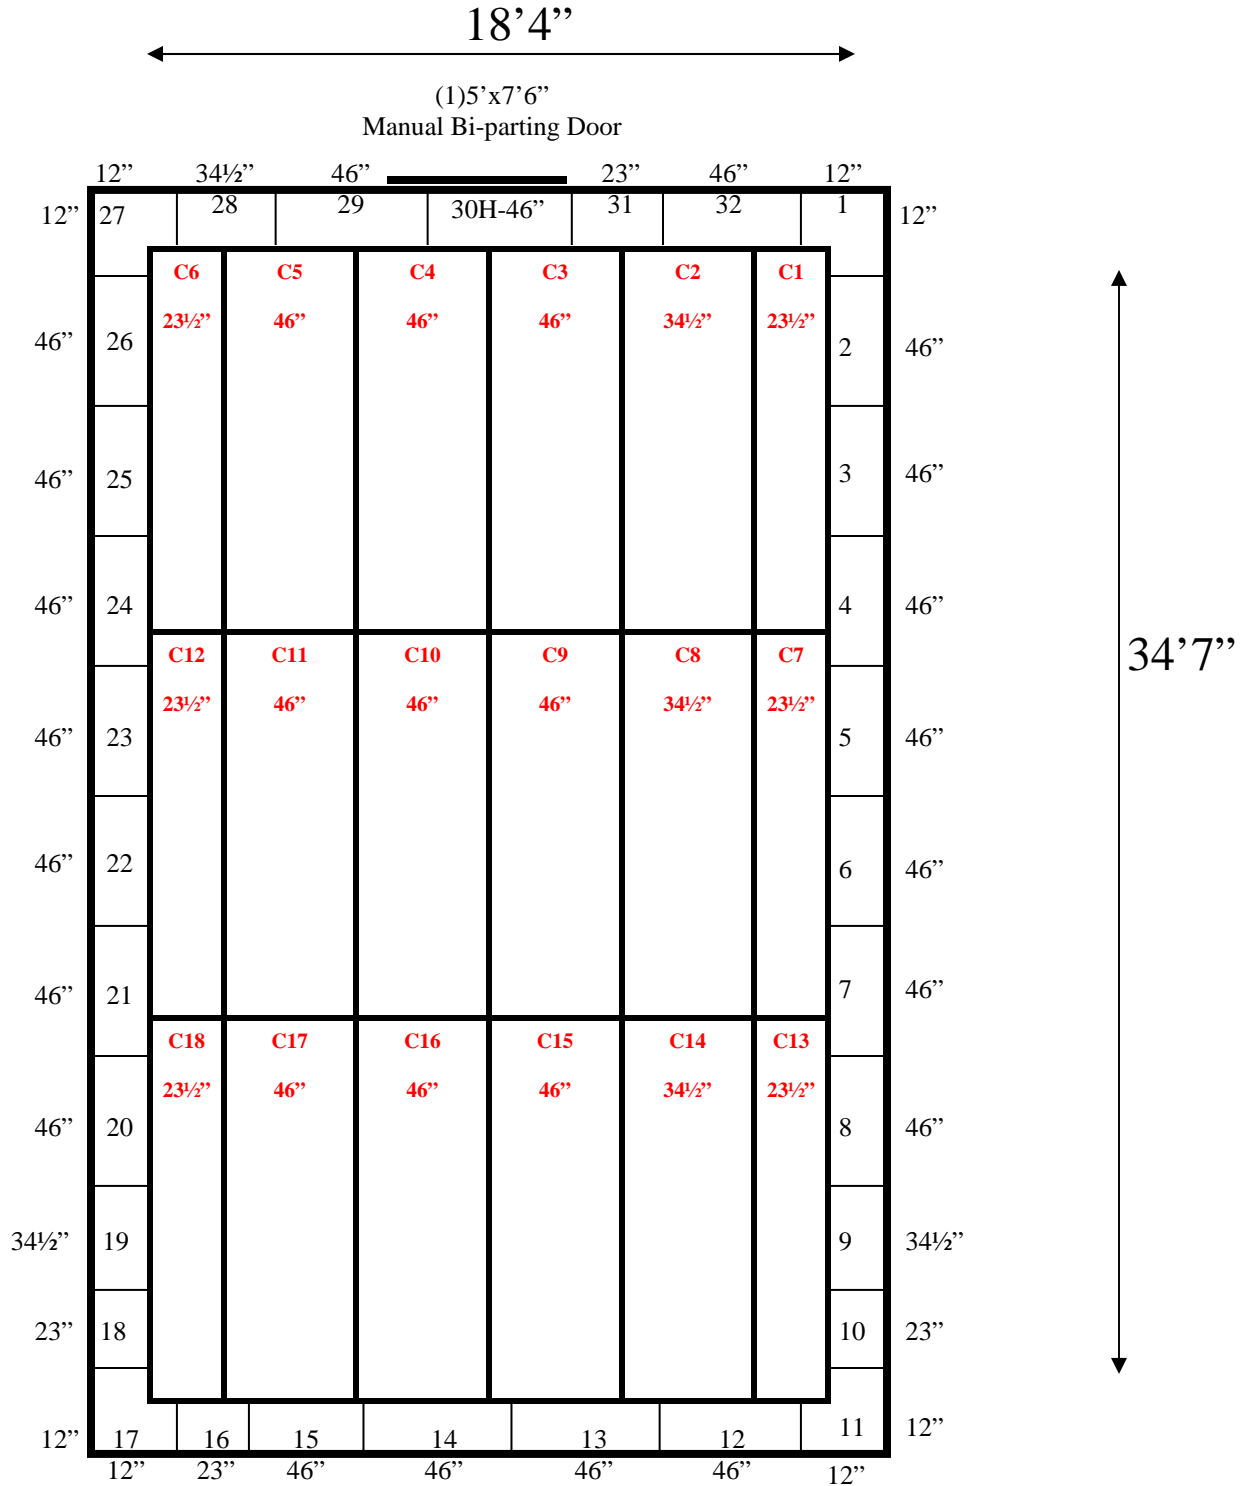 18’4”
(1)5’x7’6”
Manual Bi-parting Door
12” 34½” 46” 23” 46” 12”
12” 27 28 29 30H-46” 31 32 1 12”
C6 C5 C4 C3 C2 C1
23½” 46” 46” 46” 34½” 23½”
46” 26 2 46”
46” 25 3 46”
46” 24 4 46”
34’7”
C12 C11 C10 C9 C8 C7
23½” 46” 46” 46” 34½” 23½”
46” 23 5 46”
46” 22 6 46”
46” 21 7 46”
C18 C17 C16 C15 C14 C13
23½” 46” 46” 46” 34½” 23½”
46” 20 8 46”
34½” 19 9 34½”
23” 18 10 23”
12” 17 16 15 14 13 12 11 12”
12” 23” 46” 46” 46” 46” 12”